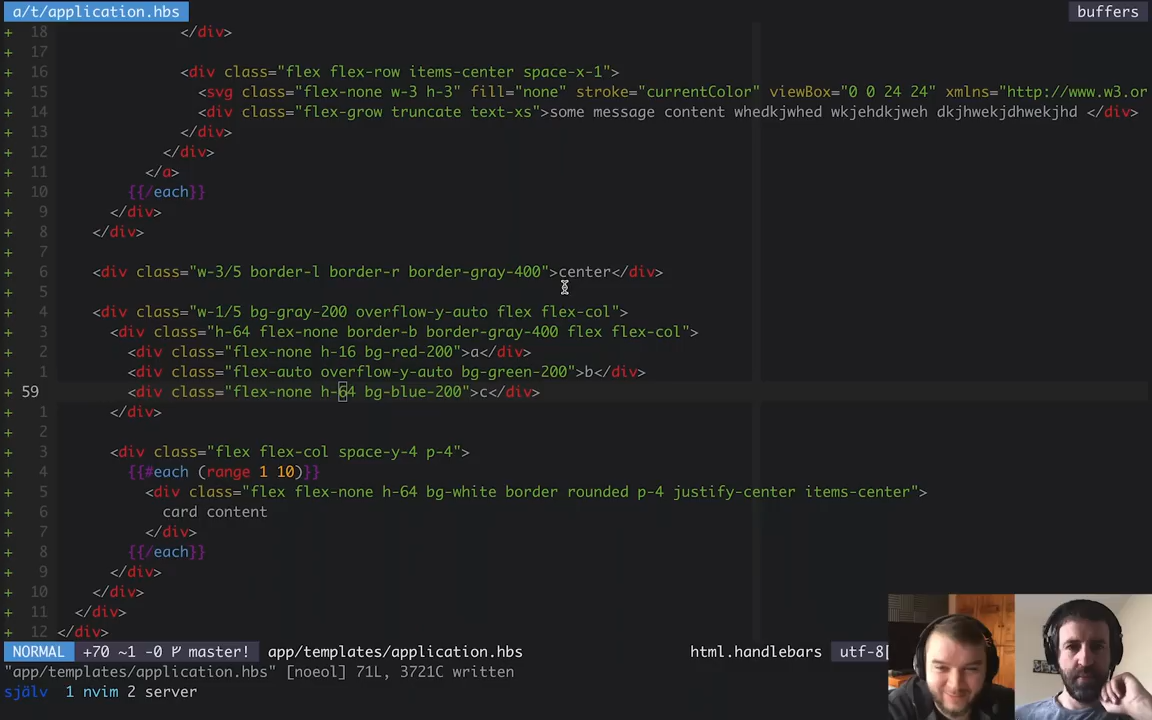 a/t/application.hbs
buffers
+ 18 </div>
+ 17
+ 16 <div class="flex flex-row items-center space-x-1">
+ 15 <svg class="flex-none w-3 h-3" fill="none" stroke="currentColor" viewBox="0 0 24 24" xmlns="http://www.w3.or
+ 14 <div class="flex-grow truncate text-xs">some message content whedkjwhed wkjehdkjweh dkjhwekjdhwekjhd </div>
+ 13 </div>
+ 12 </div>
+ 11 </a>
+ 10 {{/each}}
+ 9 </div>
+ 8 </div>
+ 7
+ 6 <div class="w-3/5 border-l border-r border-gray-400">center</div>
+ 5
+ 4 <div class="w-1/5 bg-gray-200 overflow-y-auto flex flex-col">
+ 3 <div class="h-64 flex-none border-b border-gray-400 flex flex-col">
+ 2 <div class="flex-none h-16 bg-red-200">a</div>
+ 1 <div class="flex-auto overflow-y-auto bg-green-200">b</div>
+ 59 <div class="flex-none h-64 bg-blue-200">c</div>
+ 1 </div>
+ 2
+ 3 <div class="flex flex-col space-y-4 p-4">
+ 4 {{#each (range 1 10)}}
+ 5 <div class="flex flex-none h-64 bg-white border rounded p-4 justify-center items-center">
+ 6 card content
+ 7 </div>
+ 8 {{/each}}
+ 9 </div>
+ 10 </div>
+ 11 </div>
+ 12 </div>
NORMAL +70 ~1 -0 master! app/templates/application.hbs html.handlebars utf-8[
"app/templates/application.hbs" [noeol] 71L, 3721C written
själv 1 nvim 2 server